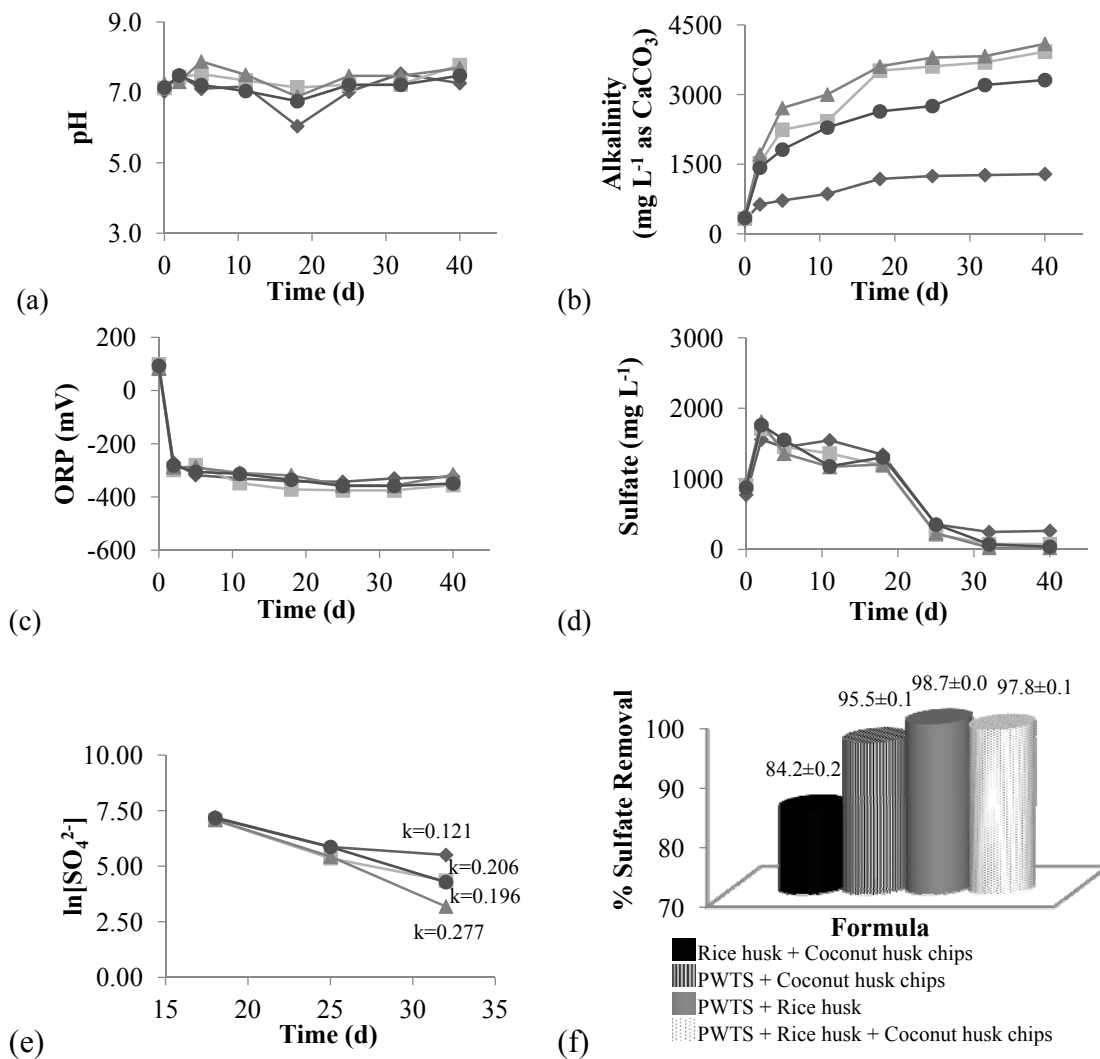 9.0
7.0
5.0
3.0
pH
0 10 20 30 40
Time (d)
(a)
4500
3000
1500
0
Alkalinity
(mg L⁻¹ as CaCO₃)
0 10 20 30 40
Time (d)
(b)
200
0
-200
-400
-600
ORP (mV)
0 10 20 30 40
Time (d)
(c)
3000
2000
1000
0
Sulfate (mg L⁻¹)
0 10 20 30 40
Time (d)
(d)
10.00
7.50
5.00
2.50
0.00
ln[SO₄²⁻]
k=0.121
k=0.206
k=0.196
k=0.277
15 20 25 30 35
Time (d)
(e)
100
90
80
70
% Sulfate Removal
84.2±0.2
95.5±0.1
98.7±0.0
97.8±0.1
Formula
Rice husk + Coconut husk chips
PWTS + Coconut husk chips
PWTS + Rice husk
PWTS + Rice husk + Coconut husk chips
(f)